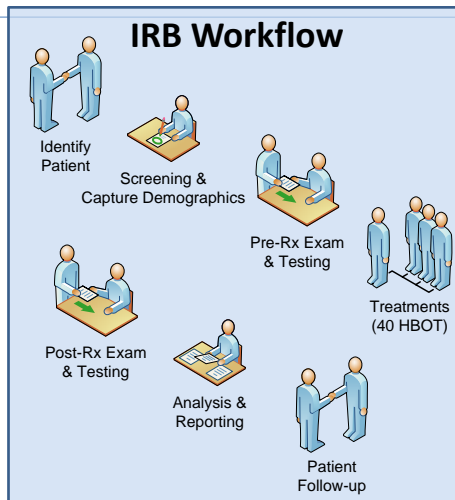 IRB Workflow
Identify
Patient
Screening &
Capture Demographics
Pre-Rx Exam
& Testing
Treatments
(40 HBOT)
Post-Rx Exam
& Testing
Analysis &
Reporting
Patient
Follow-up